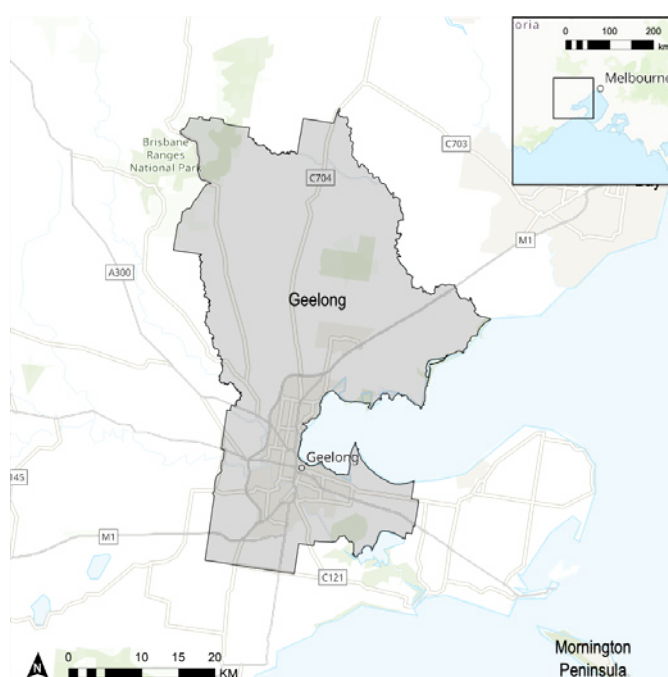 oria
0 100 200
km
Melbourne
Brisbane
Ranges
National Park
C703
C704
M1
A300
Geelong
Geelong
M1
C121
0 10 15 20
KM
N
Mornington
Peninsula